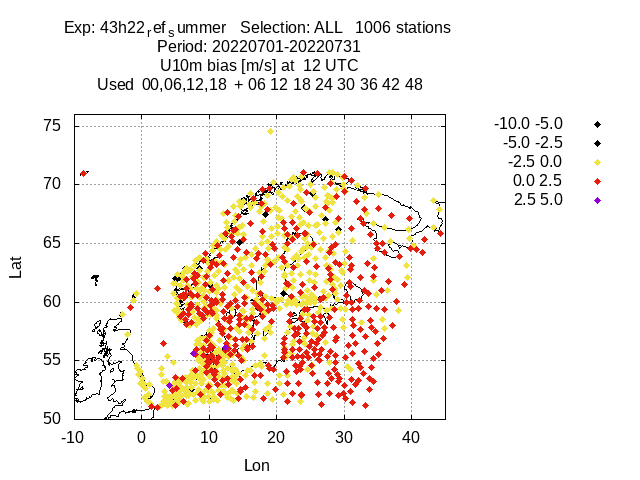 Exp: 43h22ref summer Selection: ALL 1006 stations
Period: 20220701-20220731
U10m bias [m/s] at 12 UTC
Used 00,06,12,18 + 06 12 18 24 30 36 42 48
-10.0 -5.0
-5.0 -2.5
-2.5 0.0
0.0 2.5
2.5 5.0
75
70
65
60
55
50
Lat
-10 0 10 20 30 40
Lon